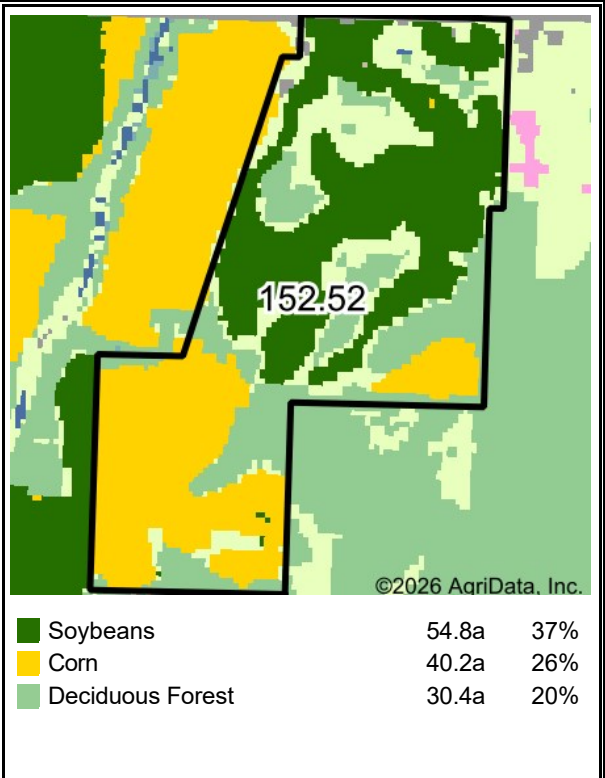 152.52
©2026 AgriData, Inc.
Soybeans 54.8a 37%
Corn 40.2a 26%
Deciduous Forest 30.4a 20%